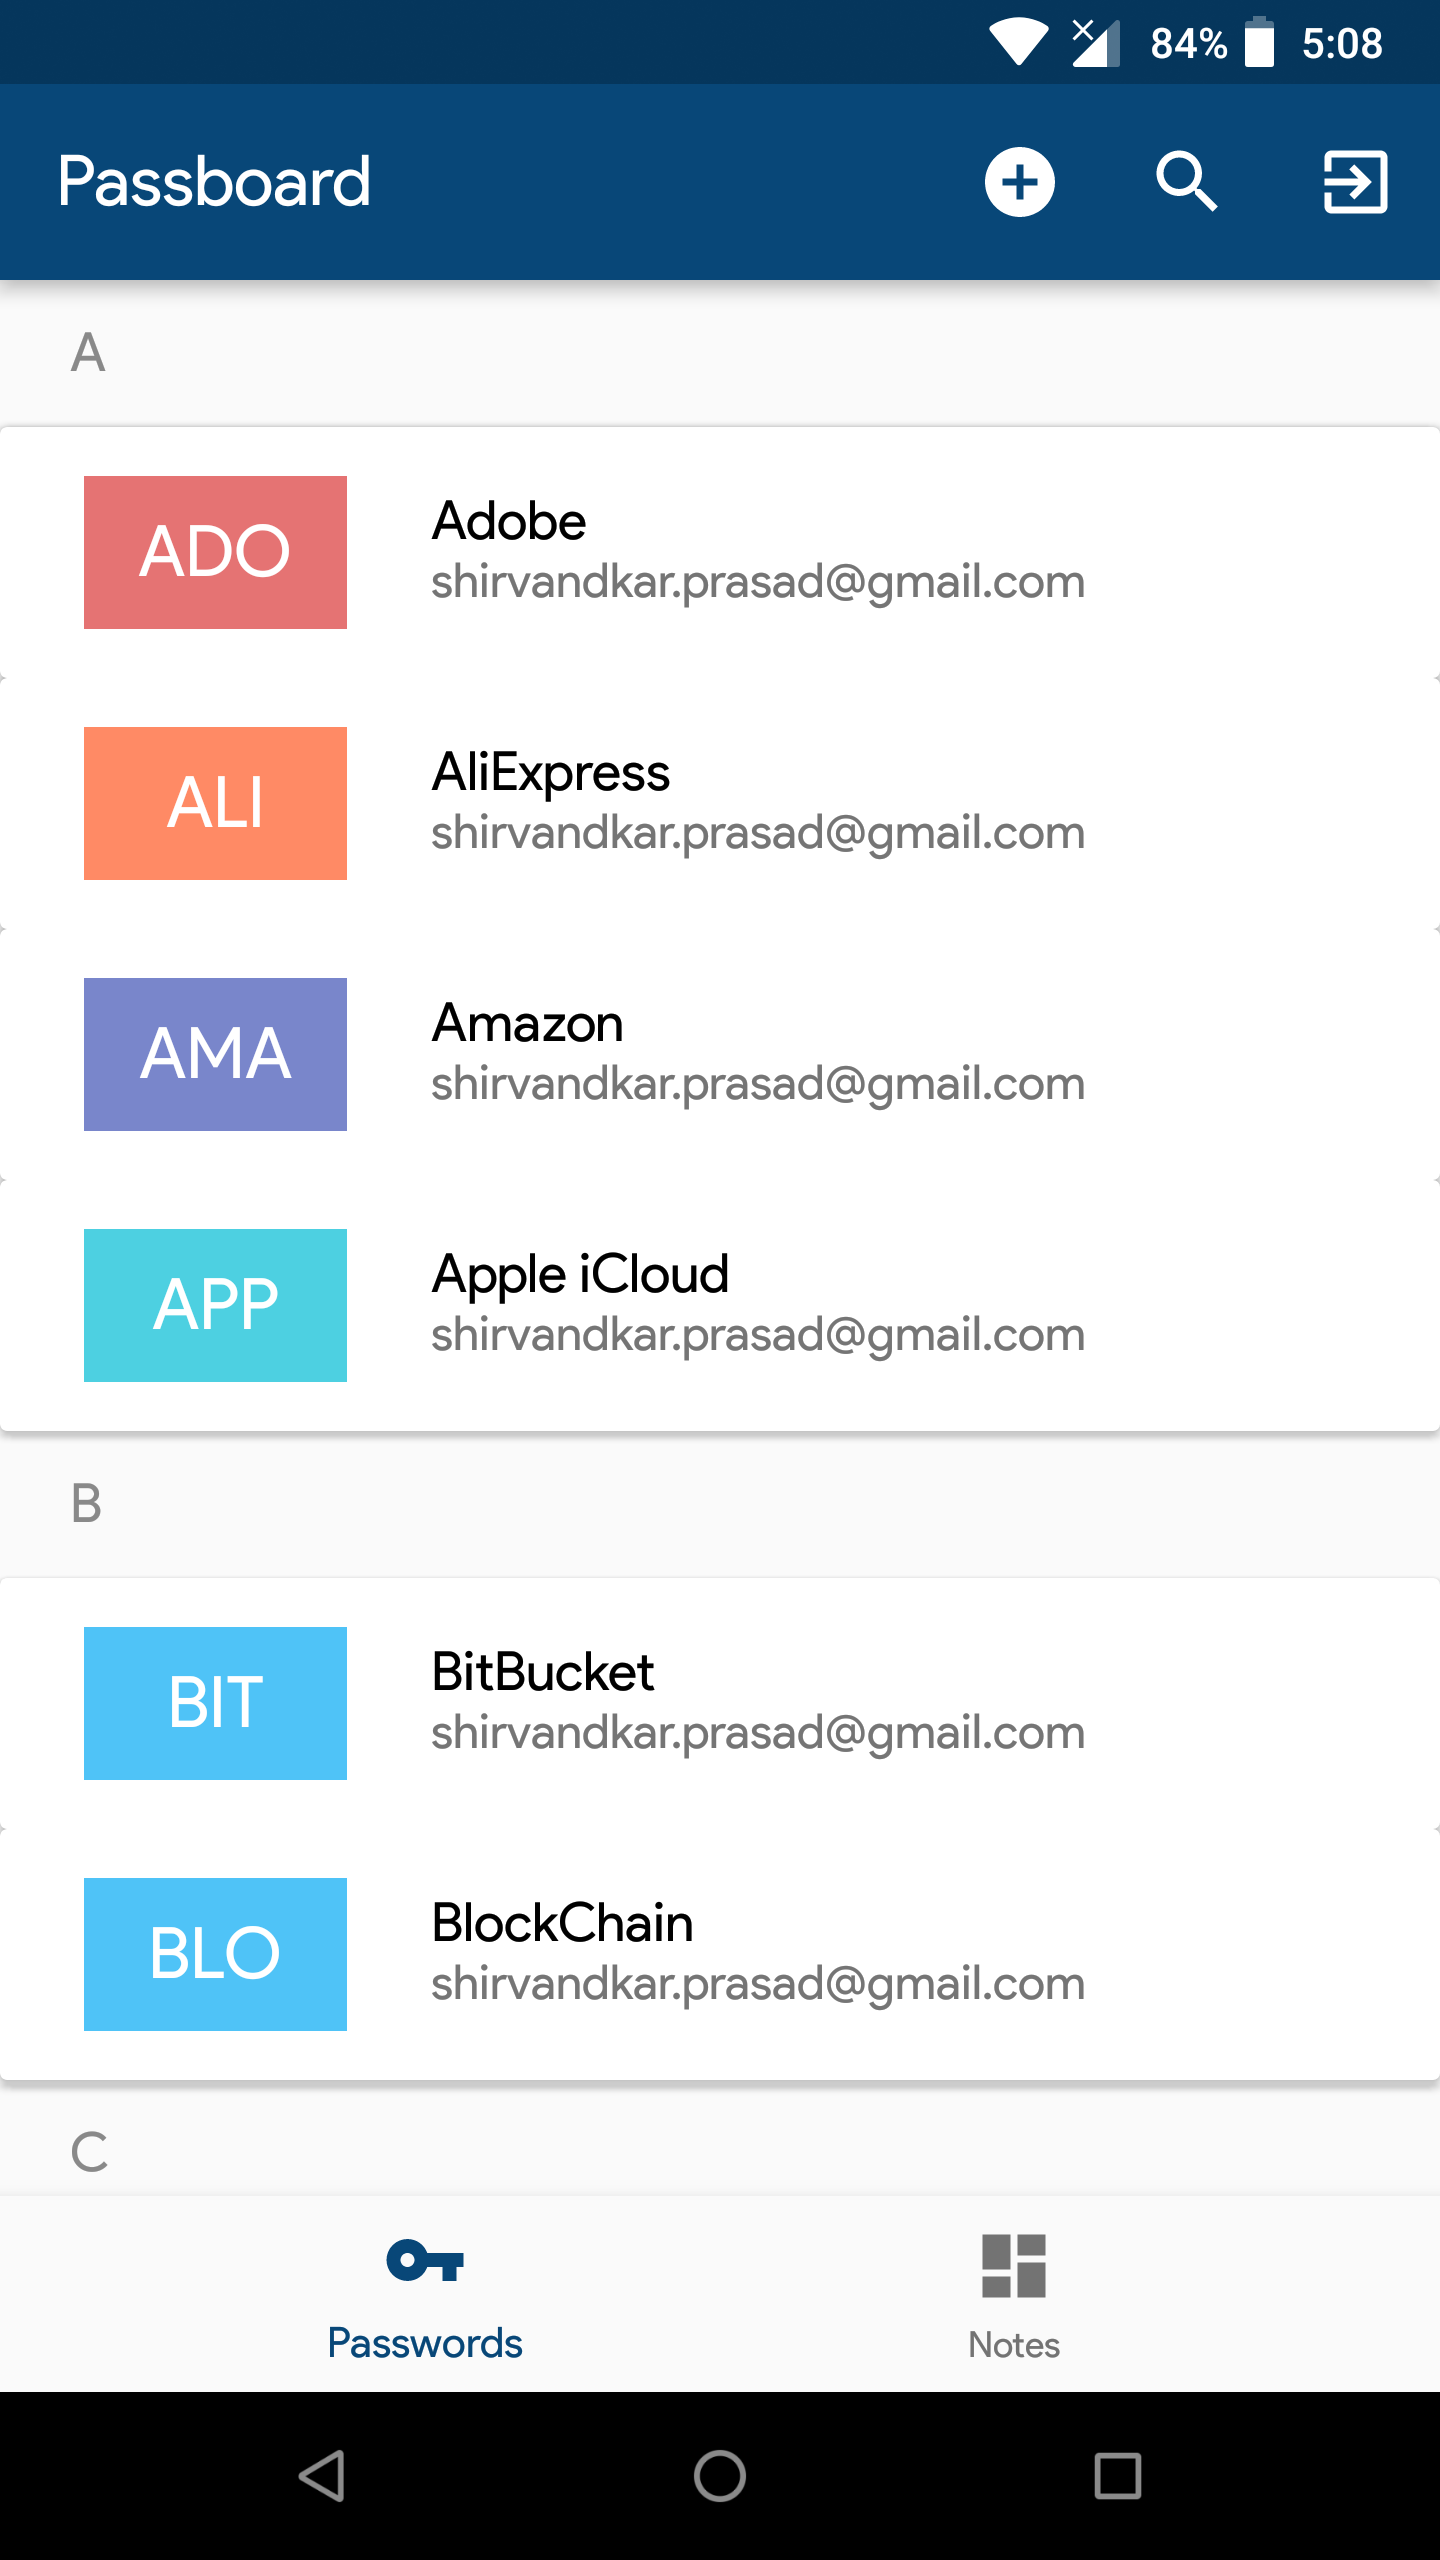 84% 5:08
Passboard
A
ADO
Adobe
shirvandkar.prasad@gmail.com
ALI
AliExpress
shirvandkar.prasad@gmail.com
AMA
Amazon
shirvandkar.prasad@gmail.com
APP
Apple iCloud
shirvandkar.prasad@gmail.com
B
BIT
BitBucket
shirvandkar.prasad@gmail.com
BLO
BlockChain
shirvandkar.prasad@gmail.com
C
Passwords
Notes